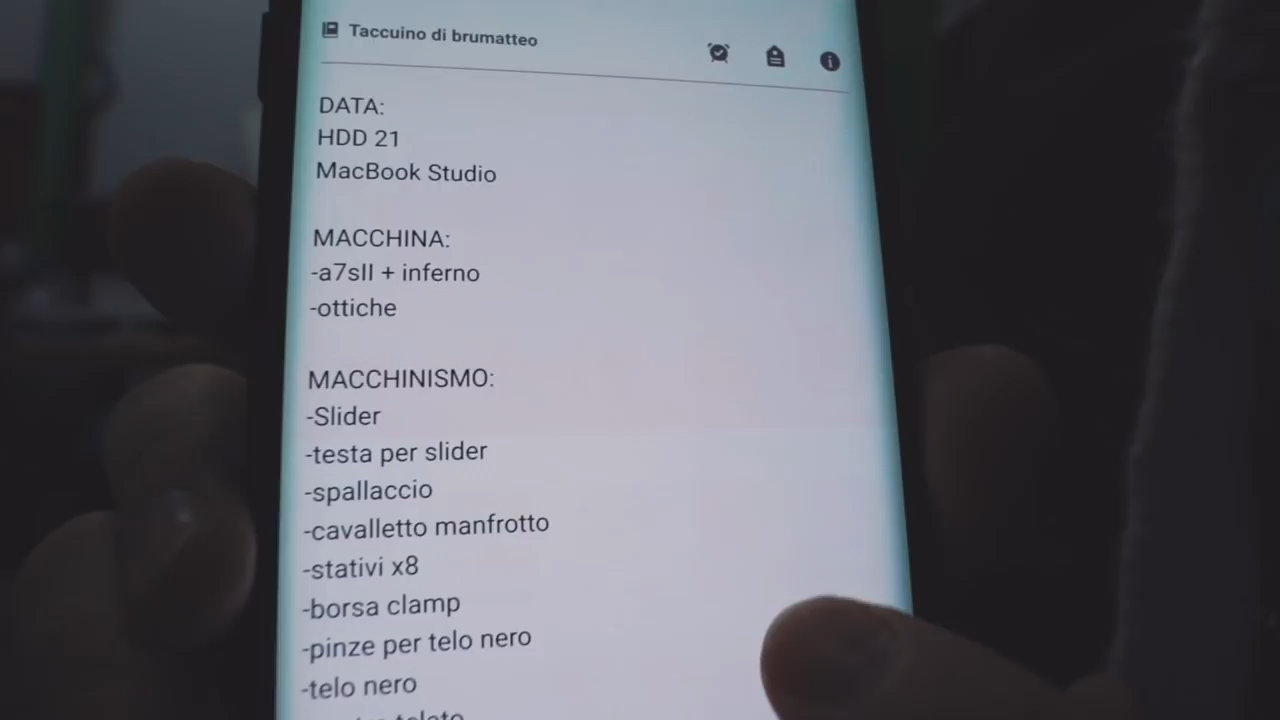 Taccuino di brumatteo
DATA:
HDD 21
MacBook Studio
MACCHINA:
-a7sII + inferno
-ottiche
MACCHINISMO:
-Slider
-testa per slider
-spallaccio
-cavalletto manfrotto
-stativi x8
-borsa clamp
-pinze per telo nero
-telo nero